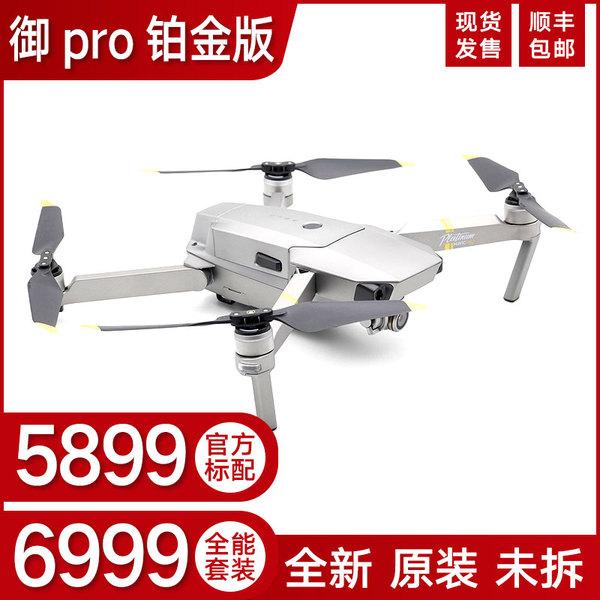 御 pro 铂金版
现货
发售
顺丰
包邮
Platinum
5899
官方
标配
6999
全能
套装
全新 原装 未拆